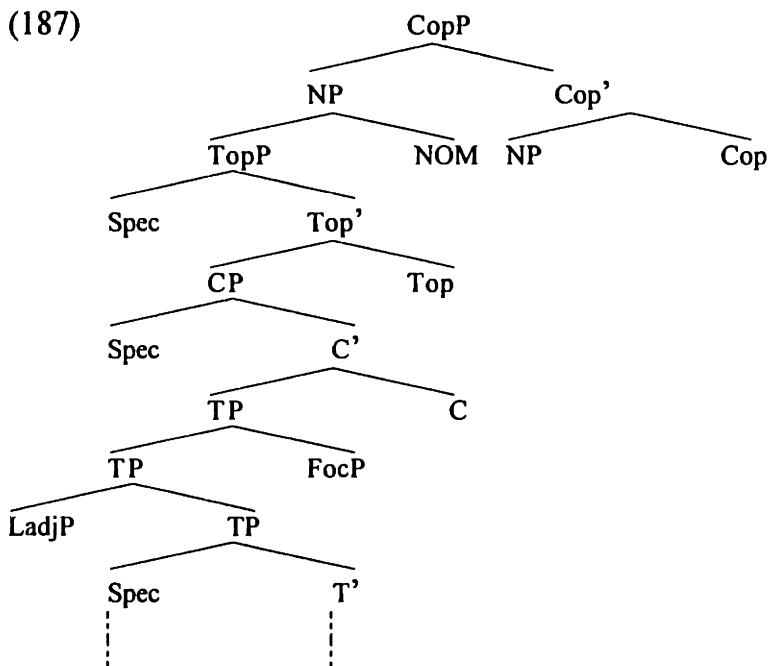 (187)
CopP
NP Cop’
TopP NOM NP Cop
Spec Top’
CP Top
Spec C’
TP C
TP FocP
LadjP TP
Spec T’